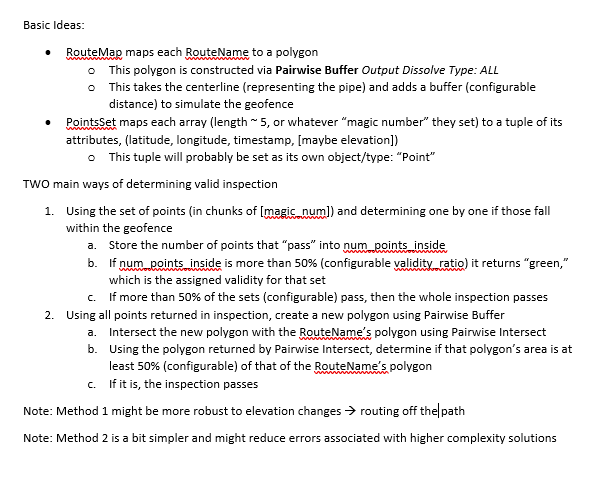 Basic Ideas:
• RouteMap maps each RouteName to a polygon
o This polygon is constructed via Pairwise Buffer Output Dissolve Type: ALL
o This takes the centerline (representing the pipe) and adds a buffer (configurable
distance) to simulate the geofence
• PointsSet maps each array (length ~ 5, or whatever “magic number” they set) to a tuple of its
attributes, (latitude, longitude, timestamp, [maybe elevation])
o This tuple will probably be set as its own object/type: “Point”
TWO main ways of determining valid inspection
1. Using the set of points (in chunks of [magic_num]) and determining one by one if those fall
within the geofence
a. Store the number of points that “pass” into num_points_inside
b. If num_points_inside is more than 50% (configurable validity_ratio) it returns “green,”
which is the assigned validity for that set
c. If more than 50% of the sets (configurable) pass, then the whole inspection passes
2. Using all points returned in inspection, create a new polygon using Pairwise Buffer
a. Intersect the new polygon with the RouteName’s polygon using Pairwise Intersect
b. Using the polygon returned by Pairwise Intersect, determine if that polygon’s area is at
least 50% (configurable) of that of the RouteName’s polygon
c. If it is, the inspection passes
Note: Method 1 might be more robust to elevation changes → routing off the path
Note: Method 2 is a bit simpler and might reduce errors associated with higher complexity solutions